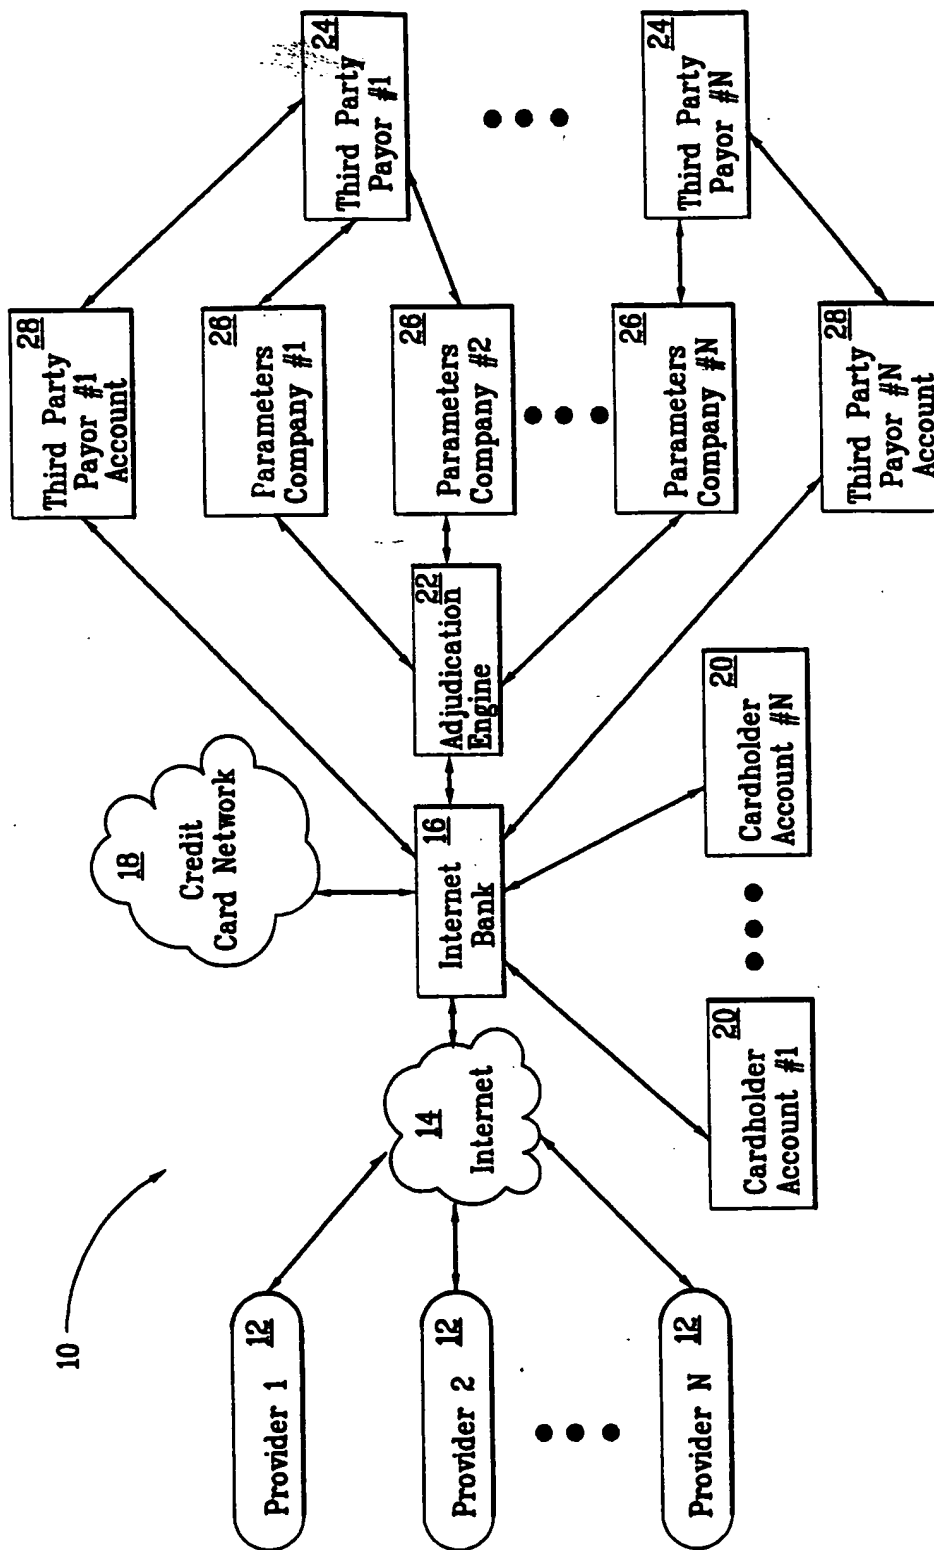 10
Provider 1
12
Provider 2
12
Provider N
12
14
Internet
18
Credit
Card Network
16
Internet
Bank
20
Cardholder
Account #1
20
Cardholder
Account #N
22
Adjudication
Engine
28
Third Party
Payor #1
Account
26
Parameters
Company #1
26
Parameters
Company #2
26
Parameters
Company #N
28
Third Party
Payor #N
Account
24
Third Party
Payor #1
24
Third Party
Payor #N